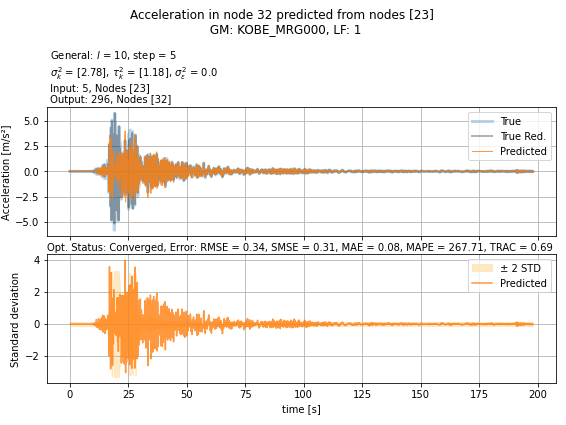 Acceleration in node 32 predicted from nodes [23]
GM: KOBE_MRG000, LF: 1
General: l = 10, step = 5
σ²ₖ = [2.78], τ²ₖ = [1.18], σ²ε = 0.0
Input: 5, Nodes [23]
Output: 296, Nodes [32]
Acceleration [m/s²]
5.0
2.5
0.0
−2.5
−5.0
True
True Red.
Predicted
Opt. Status: Converged, Error: RMSE = 0.34, SMSE = 0.31, MAE = 0.08, MAPE = 267.71, TRAC = 0.69
Standard deviation
4
2
0
−2
± 2 STD
Predicted
0 25 50 75 100 125 150 175 200
time [s]